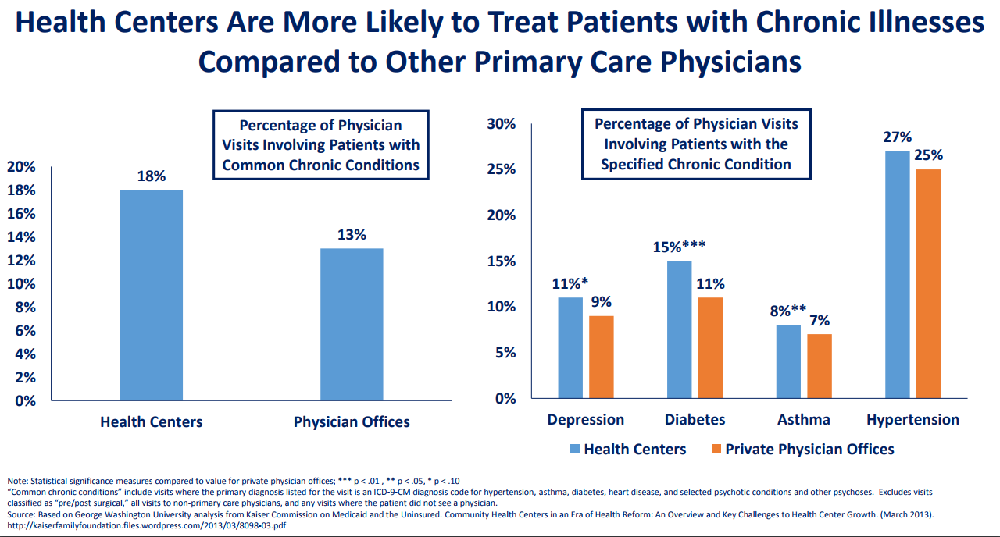 Health Centers Are More Likely to Treat Patients with Chronic Illnesses
Compared to Other Primary Care Physicians
Percentage of Physician
Visits Involving Patients with
Common Chronic Conditions
20%
18%
16%
14%
12%
10%
8%
6%
4%
2%
0%
18%
13%
Health Centers
Physician Offices
Percentage of Physician Visits
Involving Patients with the
Specified Chronic Condition
30%
25%
20%
15%
10%
5%
0%
11%*
9%
15%***
11%
8%**
7%
27%
25%
Depression
Diabetes
Asthma
Hypertension
Health Centers
Private Physician Offices
Note: Statistical significance measures compared to value for private physician offices; *** p < .01 , ** p < .05, * p < .10
“Common chronic conditions” include visits where the primary diagnosis listed for the visit is an ICD-9-CM diagnosis code for hypertension, asthma, diabetes, heart disease, and selected psychotic conditions and other psychoses. Excludes visits
classified as “pre/post surgical,” all visits to non-primary care physicians, and any visits where the patient did not see a physician.
Source: Based on George Washington University analysis from Kaiser Commission on Medicaid and the Uninsured. Community Health Centers in an Era of Health Reform: An Overview and Key Challenges to Health Center Growth. (March 2013).
http://kaiserfamilyfoundation.files.wordpress.com/2013/03/8098-03.pdf